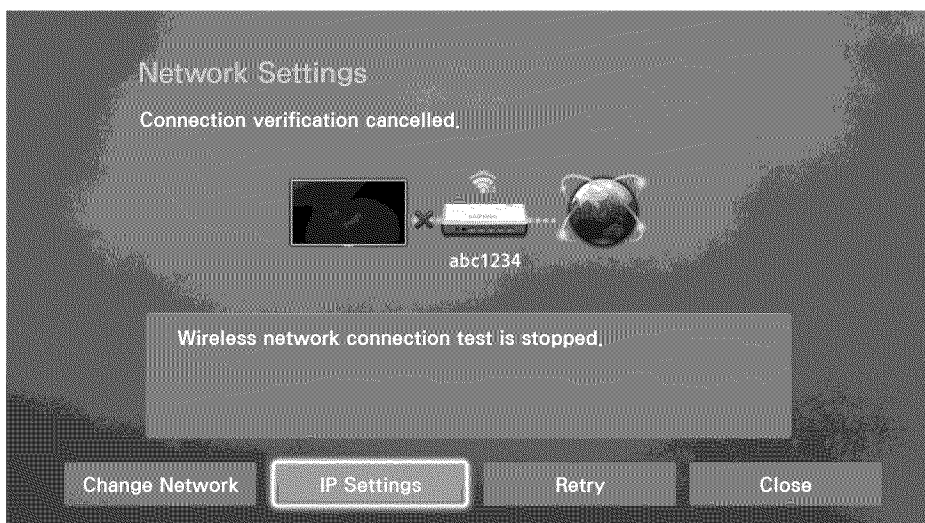 Network Settings
Connection verification cancelled.
abc1234
Wireless network connection test is stopped.
Change Network
IP Settings
Retry
Close